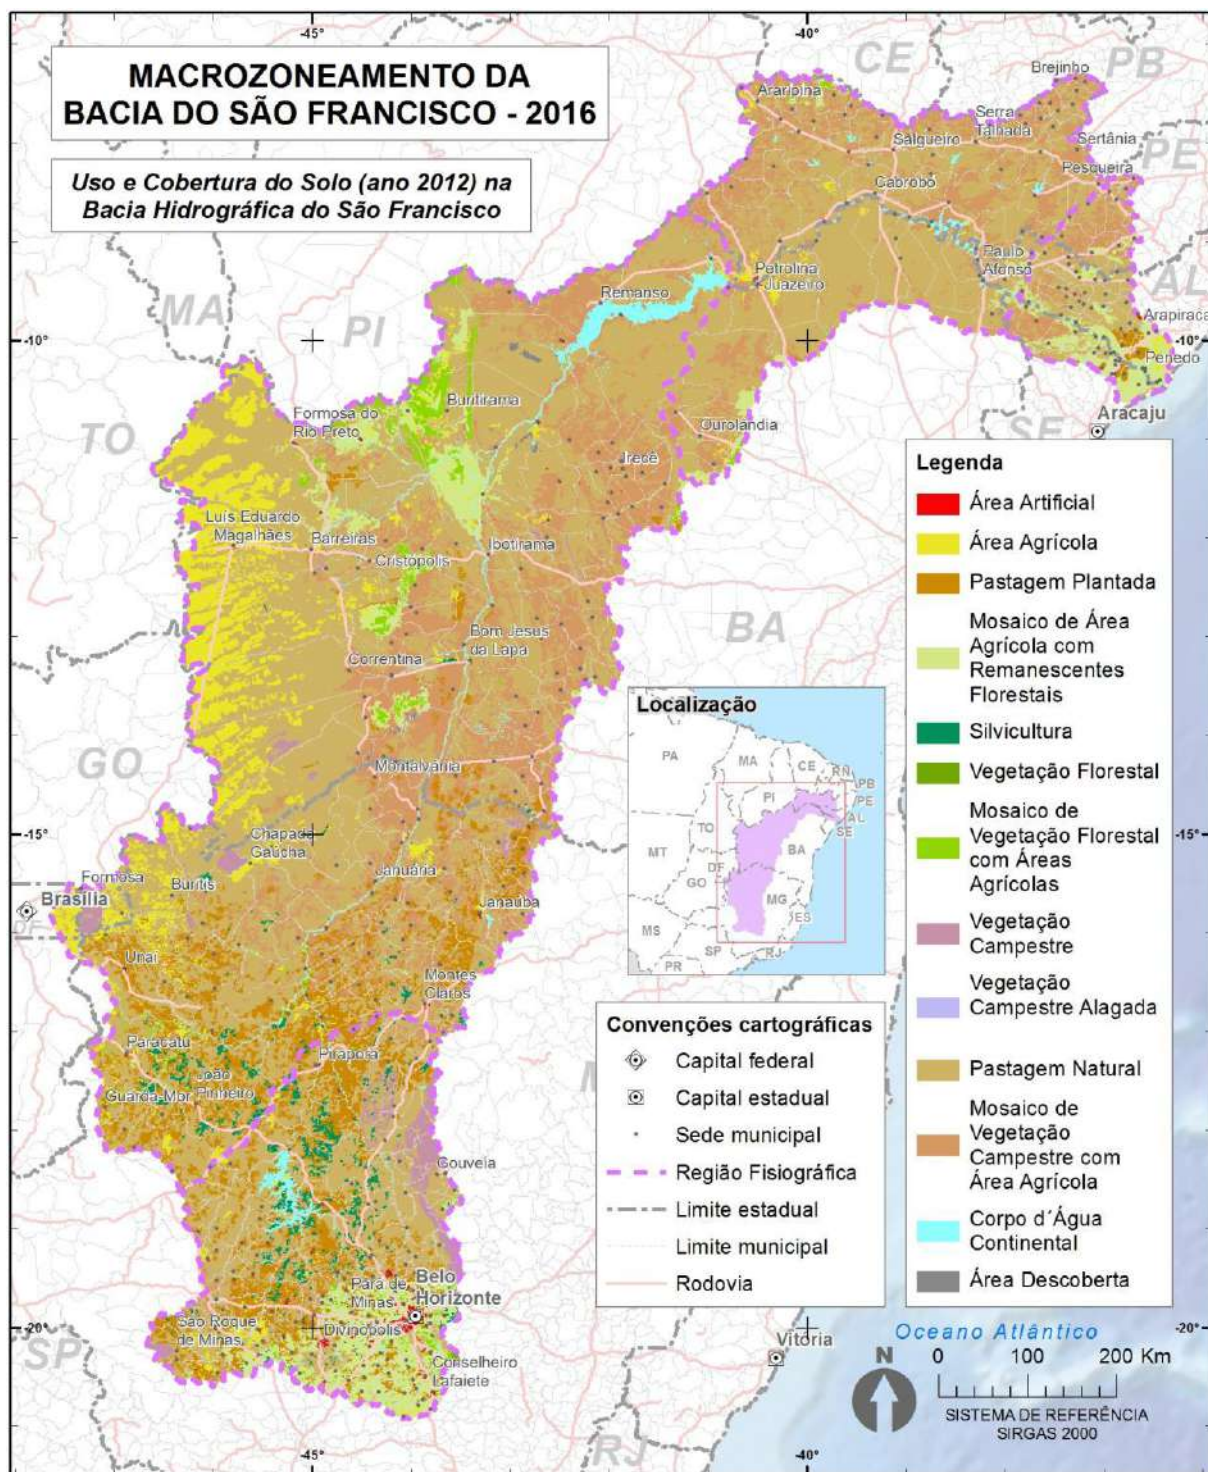 -45°
-40°
MACROZONEAMENTO DA
BACIA DO SÃO FRANCISCO - 2016
Uso e Cobertura do Solo (ano 2012) na
Bacia Hidrográfica do São Francisco
CE
PB
PE
AL
SE
MA
PI
TO
BA
GO
DF
SP
RJ
Brejinho
Araripina
Serra
Talhada
Salgueiro
Sertânia
Pesqueira
Cabrobó
Paulo
Afonso
Petrolina
Juazeiro
Remanso
Arapiraca
Penedo
Aracaju
-10°
-10°
Buritirama
Formosa do
Rio Preto
Ourolandia
Irecê
Luís Eduardo
Magalhães
Barreiras
Cristópolis
Ibotirama
Bom Jesus
da Lapa
Correntina
Montalvânia
-15°
-15°
Chapada
Gaúcha
Formosa
Buritis
Januária
Brasília
Janaúba
Unaí
Montes
Claros
Paracatu
Pirapora
João
Pinheiro
Guarda-Mor
Gouveia
Pará de
Minas
Belo
Horizonte
São Roque
de Minas
Divinópolis
Conselheiro
Lafaiete
Vitória
-20°
-20°
Legenda
Área Artificial
Área Agrícola
Pastagem Plantada
Mosaico de Área
Agrícola com
Remanescentes
Florestais
Silvicultura
Vegetação Florestal
Mosaico de
Vegetação Florestal
com Áreas
Agrícolas
Vegetação
Campestre
Vegetação
Campestre Alagada
Pastagem Natural
Mosaico de
Vegetação
Campestre com
Área Agrícola
Corpo d´Água
Continental
Área Descoberta
Localização
PA
MA
CE
RN
PB
PE
AL
SE
PI
TO
BA
MT
DF
GO
MG
ES
MS
SP
RJ
PR
Convenções cartográficas
Capital federal
Capital estadual
Sede municipal
Região Fisiográfica
Limite estadual
Limite municipal
Rodovia
Oceano Atlântico
N
0 100 200 Km
SISTEMA DE REFERÊNCIA
SIRGAS 2000
-45°
-40°